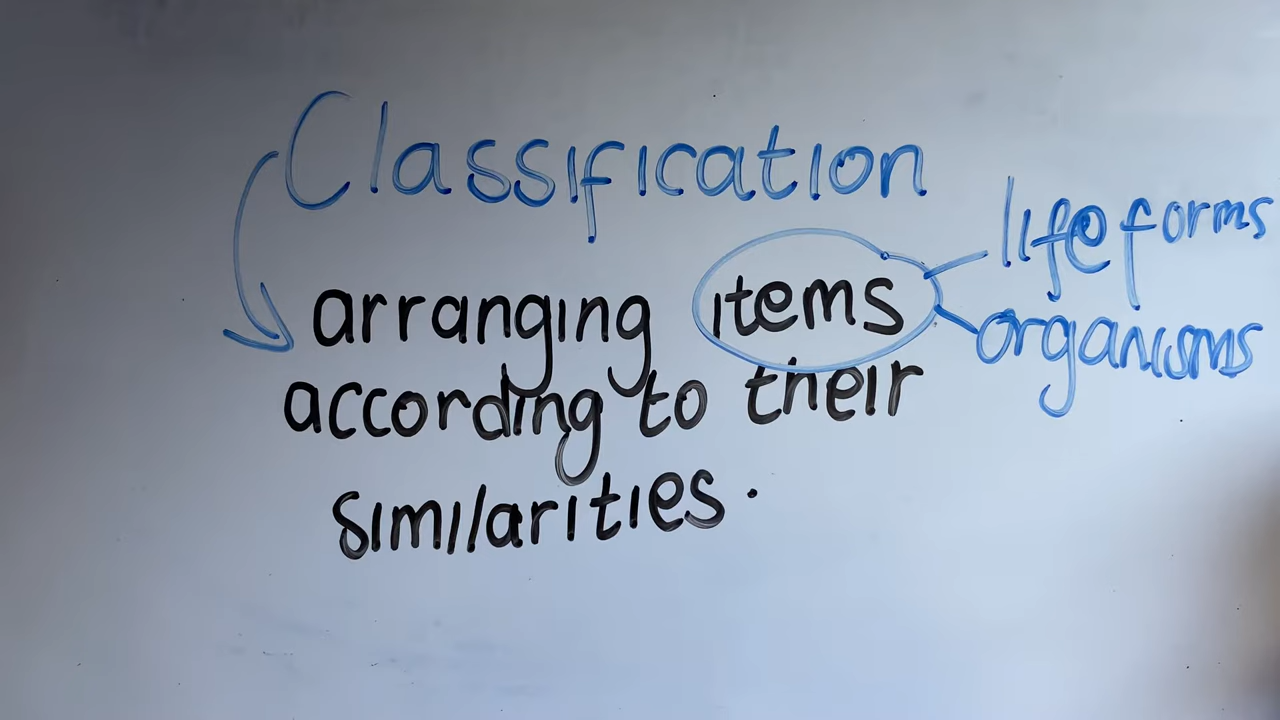 Classification
life forms
arranging items
organisms
according to their
similarities.